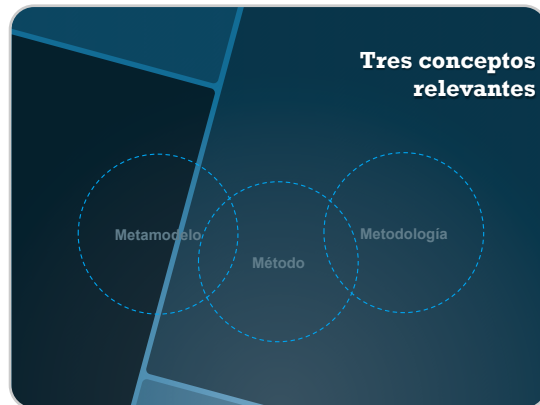 Tres conceptos
relevantes
Metamodelo
Metodología
Método